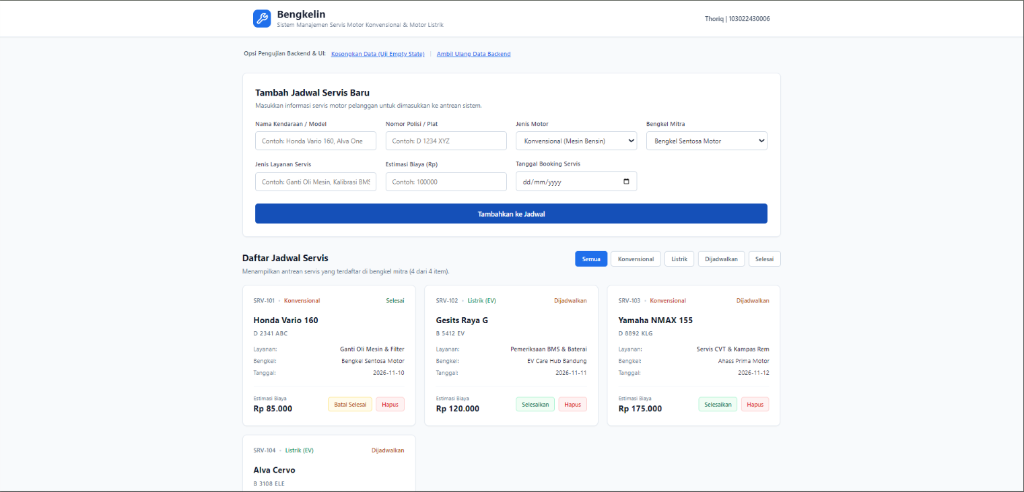 Bengkelin
Sistem Manajemen Servis Motor Konvensional & Motor Listrik
Thoriq | 103022430006
Opsi Pengujian Backend & UI: Kosongkan Data (Uji Empty State) | Ambil Ulang Data Backend
Tambah Jadwal Servis Baru
Masukkan informasi servis motor pelanggan untuk dimasukkan ke antrean sistem.
Nama Kendaraan / Model
Contoh: Honda Vario 160, Alva One
Nomor Polisi / Plat
Contoh: D 1234 XYZ
Jenis Motor
Konvensional (Mesin Bensin)
Bengkel Mitra
Bengkel Sentosa Motor
Jenis Layanan Servis
Contoh: Ganti Oli Mesin, Kalibrasi BMS
Estimasi Biaya (Rp)
Contoh: 100000
Tanggal Booking Servis
dd/mm/yyyy
Tambahkan ke Jadwal
Daftar Jadwal Servis
Menampilkan antrean servis yang terdaftar di bengkel mitra (4 dari 4 item).
Semua
Konvensional
Listrik
Dijadwalkan
Selesai
SRV-101 · Konvensional Selesai
Honda Vario 160
D 2341 ABC
Layanan: Ganti Oli Mesin & Filter
Bengkel: Bengkel Sentosa Motor
Tanggal: 2026-11-10
Estimasi Biaya
Rp 85.000
Batal Selesai
Hapus
SRV-102 · Listrik (EV) Dijadwalkan
Gesits Raya G
B 5412 EV
Layanan: Pemeriksaan BMS & Baterai
Bengkel: EV Care Hub Bandung
Tanggal: 2026-11-11
Estimasi Biaya
Rp 120.000
Selesaikan
Hapus
SRV-103 · Konvensional Dijadwalkan
Yamaha NMAX 155
D 8892 KLG
Layanan: Servis CVT & Kampas Rem
Bengkel: Ahass Prima Motor
Tanggal: 2026-11-12
Estimasi Biaya
Rp 175.000
Selesaikan
Hapus
SRV-104 · Listrik (EV) Dijadwalkan
Alva Cervo
B 3108 ELE